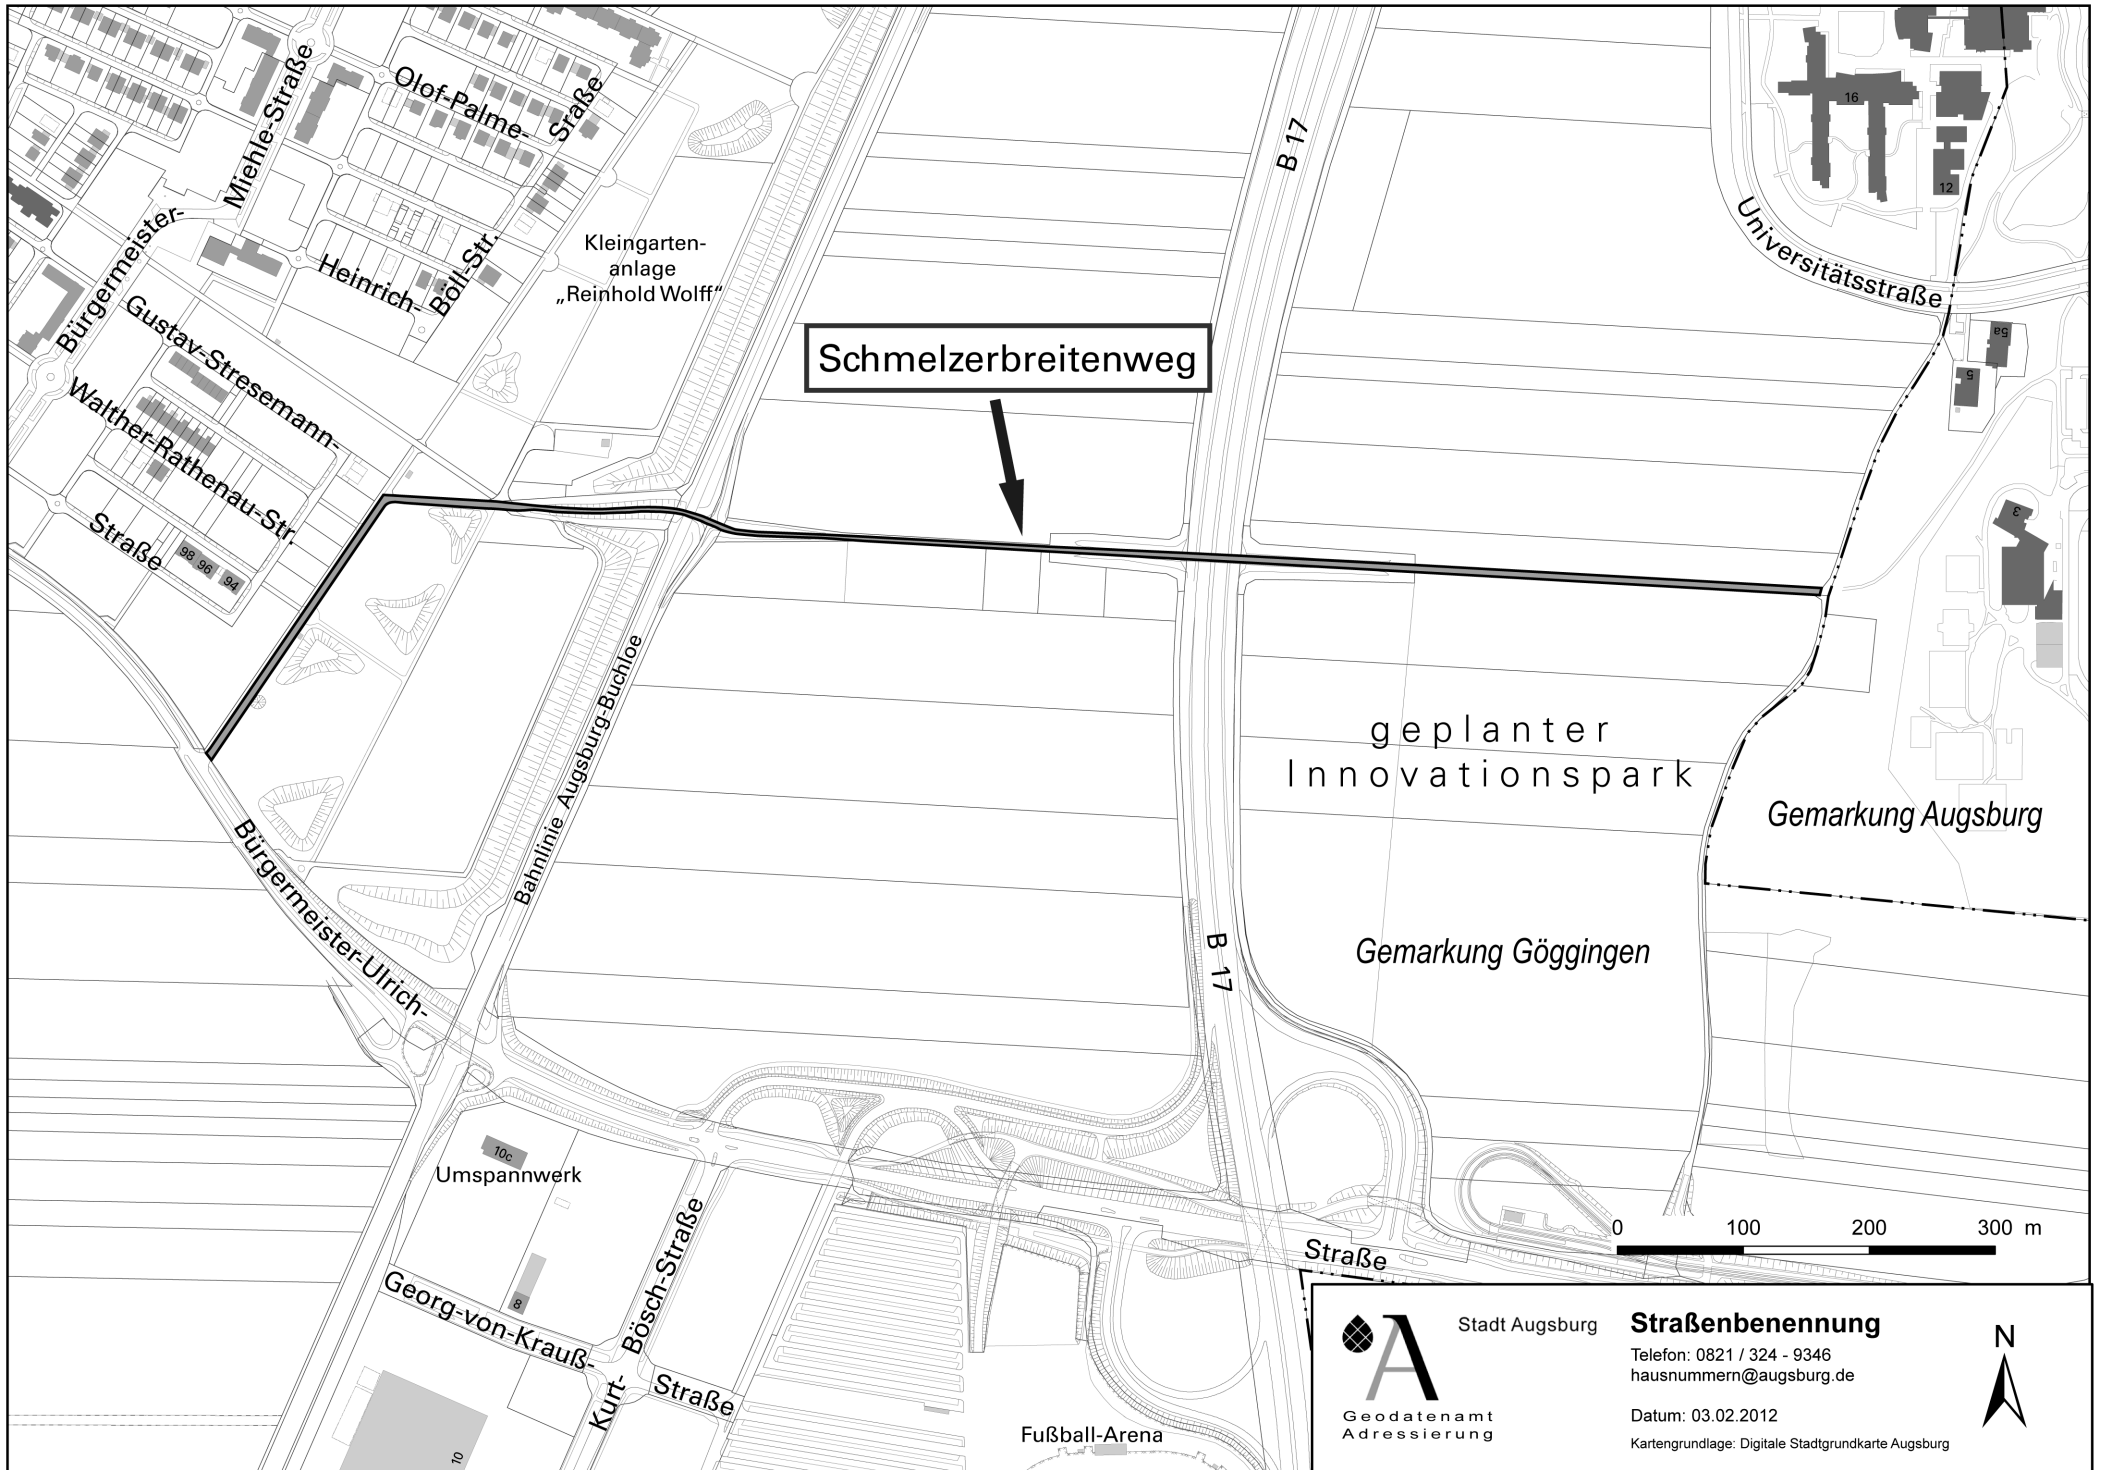 Olof-Palme-
Sraße
Miehle-Straße
Bürgermeister-
Heinrich-
Böll-Str.
Kleingarten-
anlage
„Reinhold Wolff“
B 17
16
12
Universitätsstraße
5a
5
3
Gustav-Stresemann-
Walther-Rathenau-Str.
Straße
98
96
94
Schmelzerbreitenweg
Bahnlinie Augsburg-Buchloe
geplanter
Innovationspark
Gemarkung Augsburg
Gemarkung Göggingen
B 17
Bürgermeister-Ulrich-
Straße
10c
Umspannwerk
8
Georg-von-Krauß-
Straße
Kurt-
Bösch-Straße
10
Fußball-Arena
0 100 200 300 m
Stadt Augsburg
Geodatenamt
Adressierung
Straßenbenennung
Telefon: 0821 / 324 - 9346
hausnummern@augsburg.de
Datum: 03.02.2012
Kartengrundlage: Digitale Stadtgrundkarte Augsburg
N